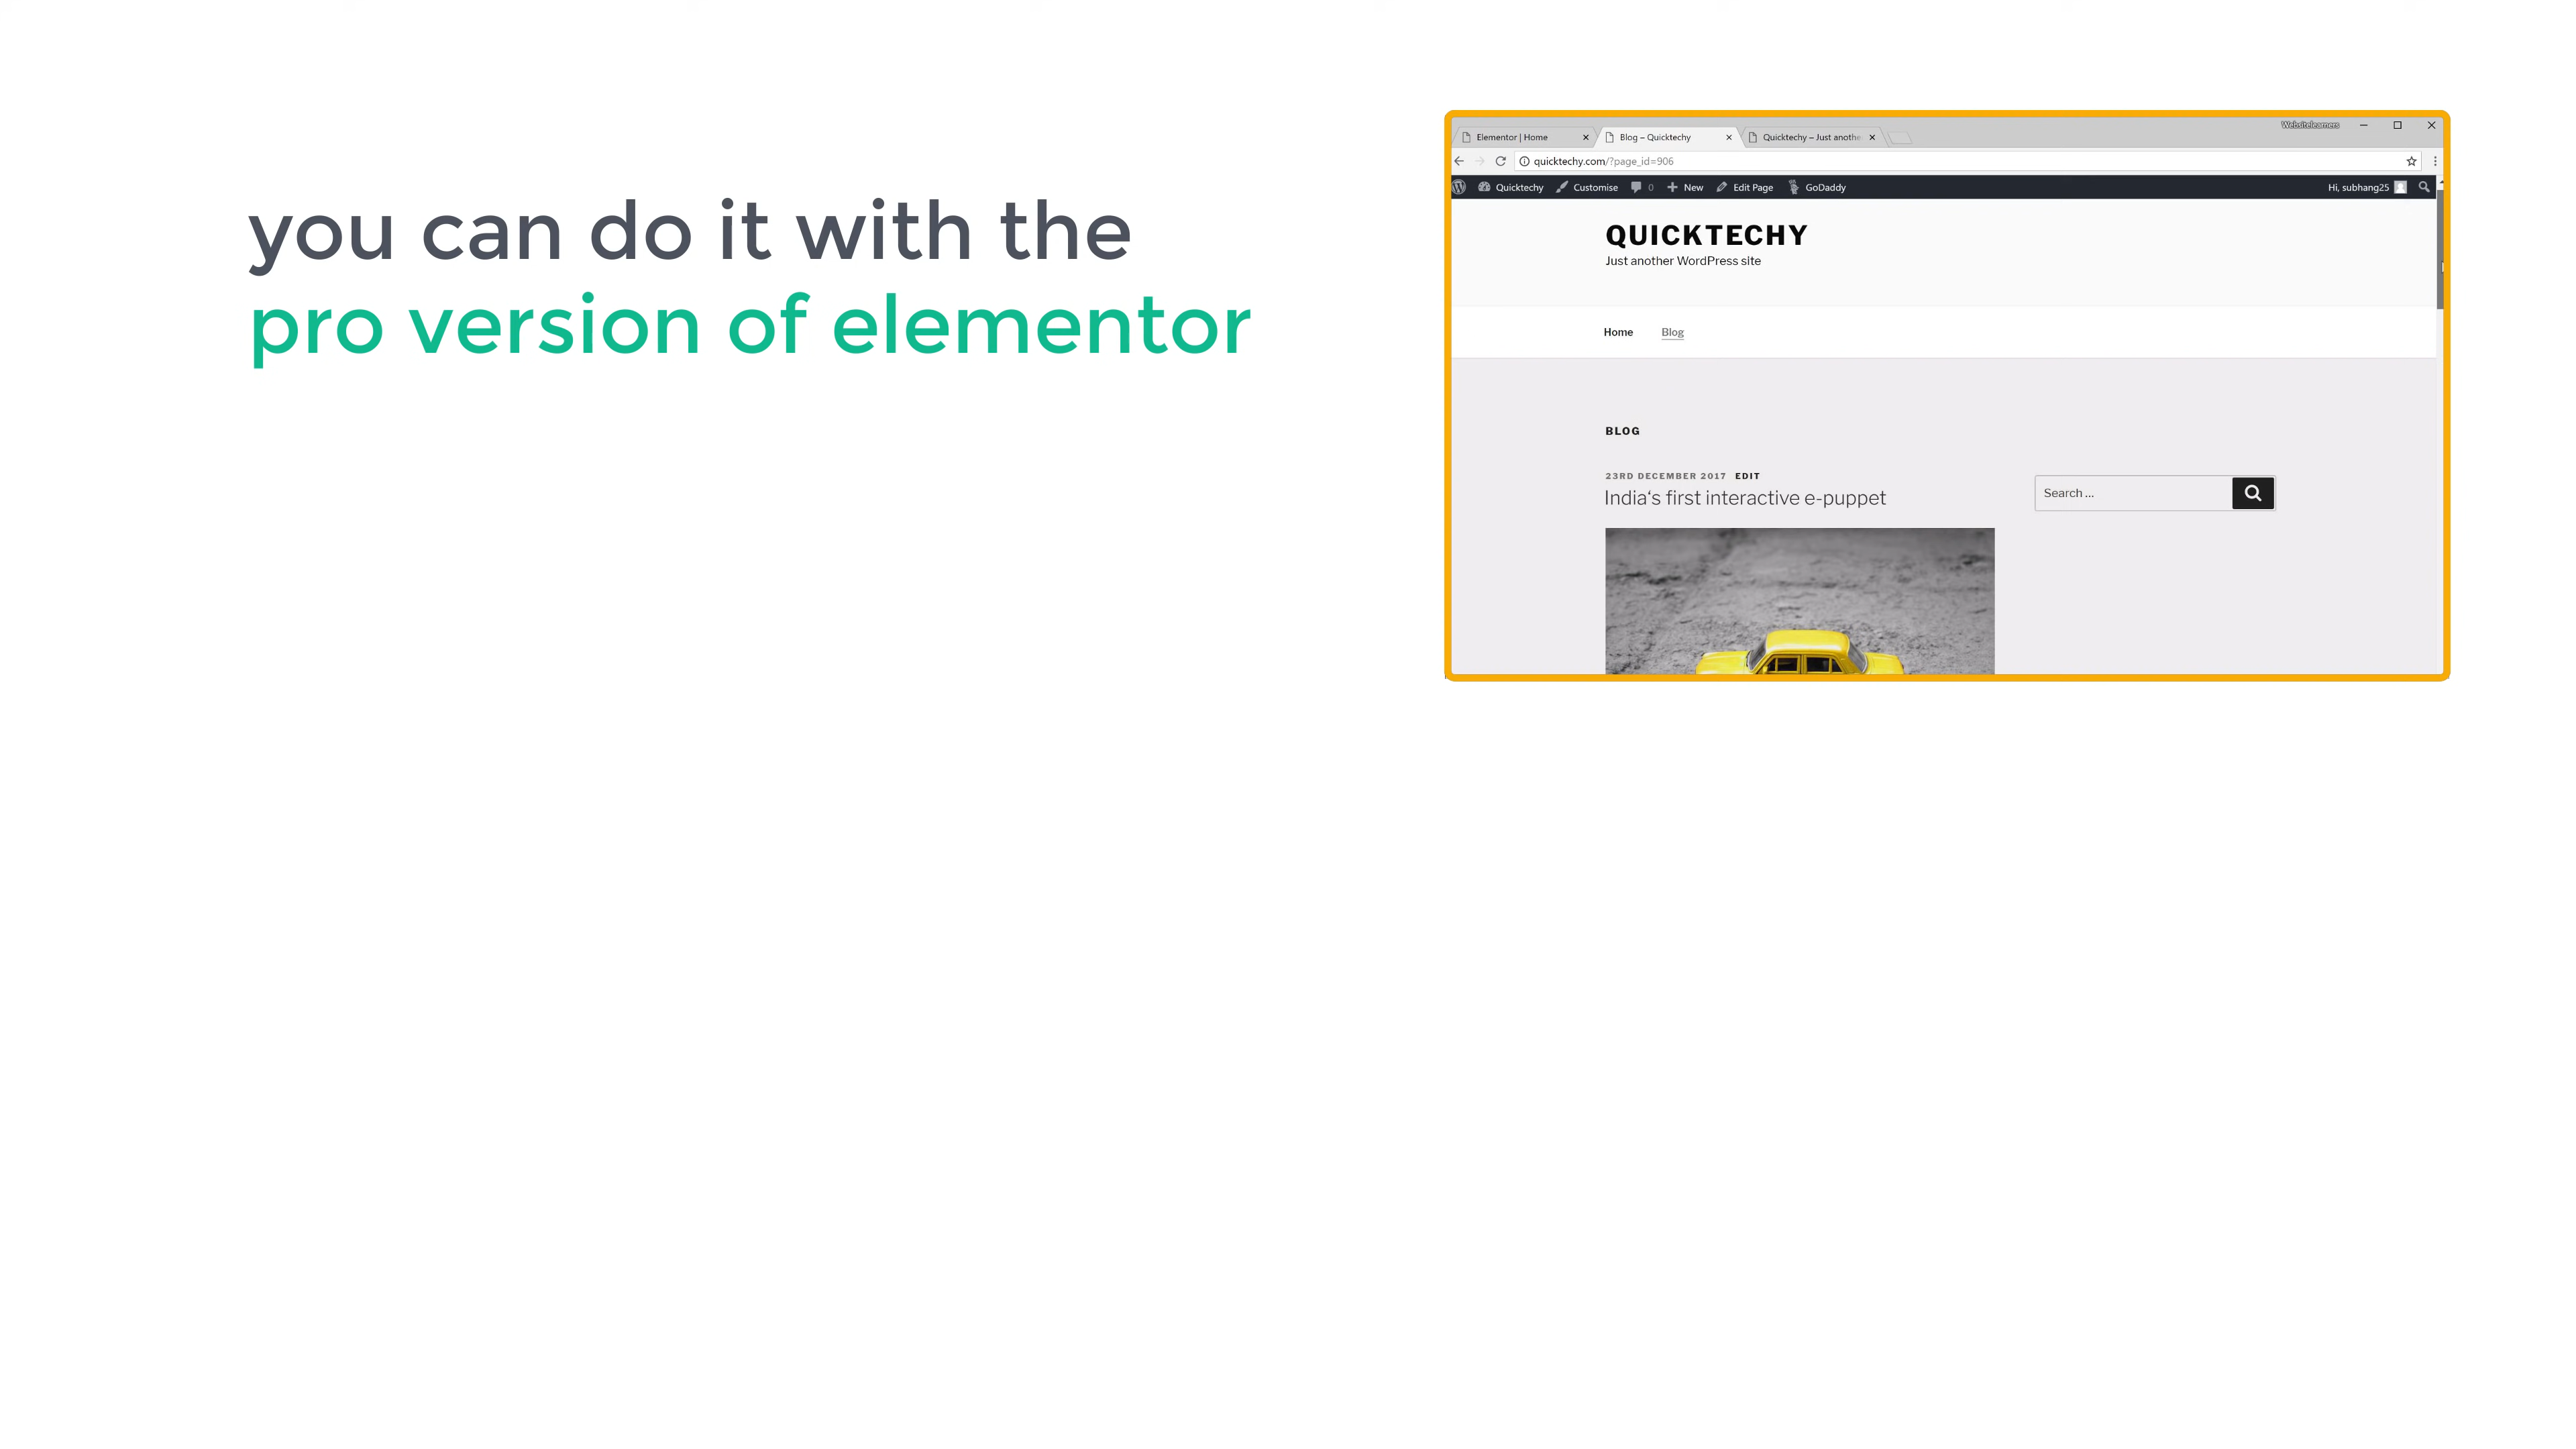 you can do it with the
pro version of elementor
Websitelearners
Elementor | Home
Blog – Quicktechy
Quicktechy – Just anothe
quicktechy.com/?page_id=906
Quicktechy
Customise
0
New
Edit Page
GoDaddy
Hi, subhang25
QUICKTECHY
Just another WordPress site
Home
Blog
BLOG
23RD DECEMBER 2017 EDIT
India‘s first interactive e-puppet
Search …